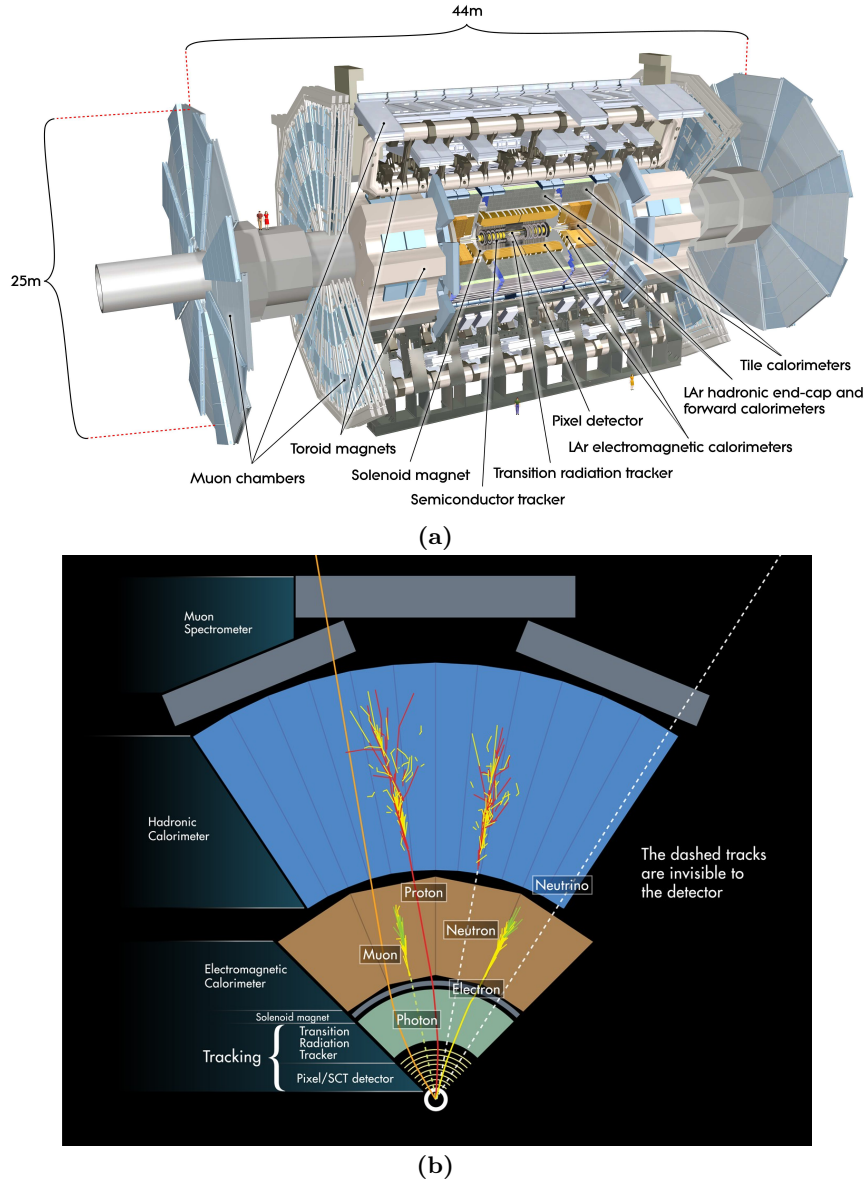 44m
25m
Tile calorimeters
LAr hadronic end-cap and
forward calorimeters
Pixel detector
Toroid magnets
LAr electromagnetic calorimeters
Solenoid magnet
Transition radiation tracker
Muon chambers
Semiconductor tracker
(a)
Muon
Spectrometer
Hadronic
Calorimeter
The dashed tracks
are invisible to
the detector
Neutrino
Proton
Neutron
Muon
Electromagnetic
Calorimeter
Electron
Solenoid magnet
Photon
Transition
Radiation
Tracker
Tracking
Pixel/SCT detector
(b)